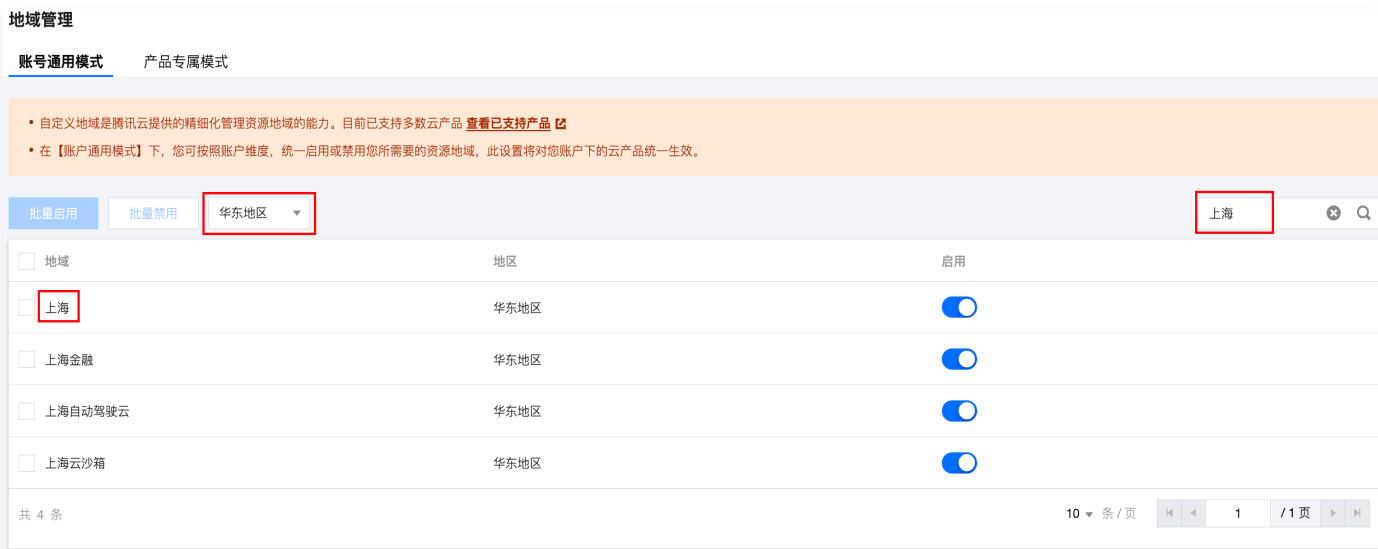 地域管理
账号通用模式 产品专属模式
• 自定义地域是腾讯云提供的精细化管理资源地域的能力。目前已支持多数云产品 查看已支持产品
• 在【账户通用模式】下，您可按照账户维度，统一启用或禁用您所需要的资源地域，此设置将对您账户下的云产品统一生效。
批量启用 批量禁用 华东地区 上海
地域 地区 启用
上海 华东地区
上海金融 华东地区
上海自动驾驶云 华东地区
上海云沙箱 华东地区
共 4 条 10 条 / 页 1 / 1 页